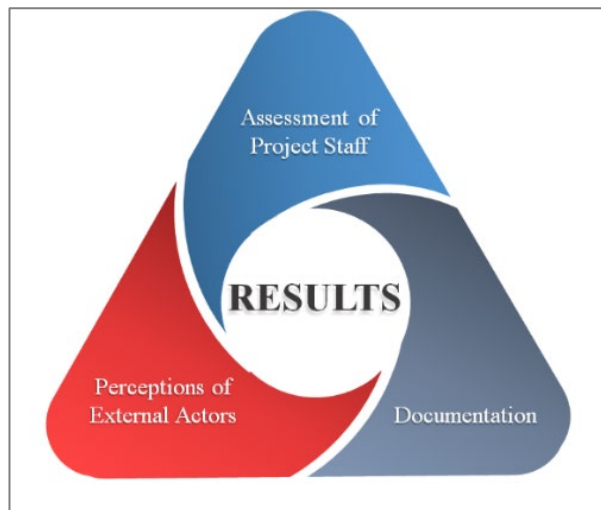 Assessment of
Project Staff
RESULTS
Perceptions of
External Actors
Documentation